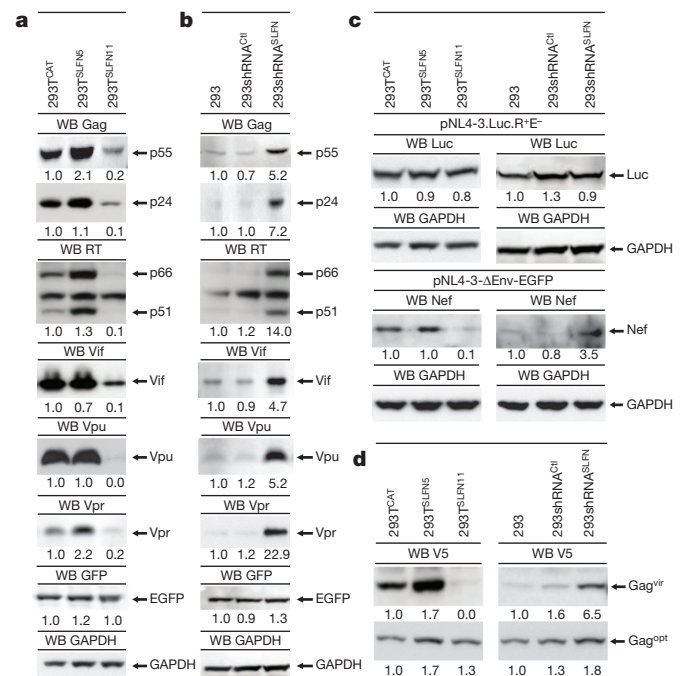 a
293T^CAT 293T^SLFN5 293T^SLFN11
WB Gag
p55
1.0 2.1 0.2
p24
1.0 1.1 0.1
WB RT
p66
p51
1.0 1.3 0.1
WB Vif
Vif
1.0 0.7 0.1
WB Vpu
Vpu
1.0 1.0 0.0
WB Vpr
Vpr
1.0 2.2 0.2
WB GFP
EGFP
1.0 1.2 1.0
WB GAPDH
GAPDH
b
293 293shRNA^Ctl 293shRNA^SLFN
WB Gag
p55
1.0 0.7 5.2
p24
1.0 1.0 7.2
WB RT
p66
p51
1.0 1.2 14.0
WB Vif
Vif
1.0 0.9 4.7
WB Vpu
Vpu
1.0 1.2 5.2
WB Vpr
Vpr
1.0 1.2 22.9
WB GFP
EGFP
1.0 0.9 1.3
WB GAPDH
GAPDH
c
293T^CAT 293T^SLFN5 293T^SLFN11 293 293shRNA^Ctl 293shRNA^SLFN
pNL4-3.Luc.R⁺E⁻
WB Luc WB Luc
Luc
1.0 0.9 0.8 1.0 1.3 0.9
WB GAPDH WB GAPDH
GAPDH
pNL4-3-ΔEnv-EGFP
WB Nef WB Nef
Nef
1.0 1.0 0.1 1.0 0.8 3.5
WB GAPDH WB GAPDH
GAPDH
d
293T^CAT 293T^SLFN5 293T^SLFN11 293 293shRNA^Ctl 293shRNA^SLFN
WB V5 WB V5
Gag^vir
1.0 1.7 0.0 1.0 1.6 6.5
Gag^opt
1.0 1.7 1.3 1.0 1.3 1.8